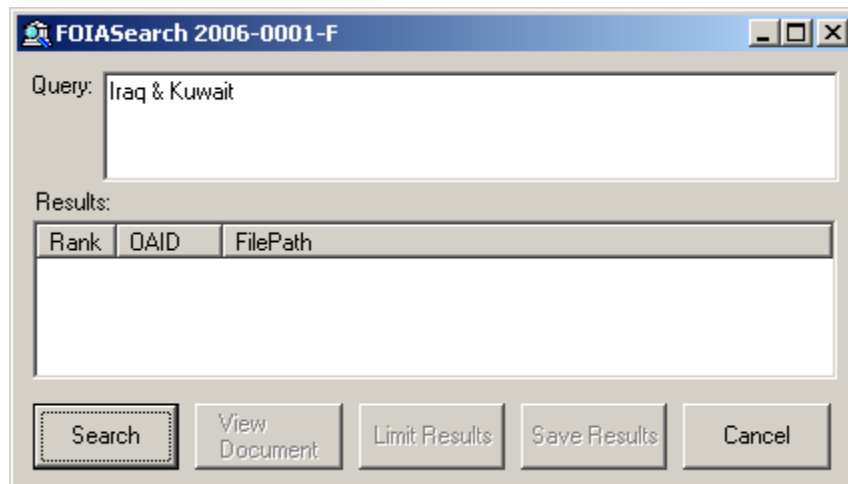 FOIASearch 2006-0001-F
Query: Iraq & Kuwait
Results:
Rank OAID FilePath
Search View Document Limit Results Save Results Cancel